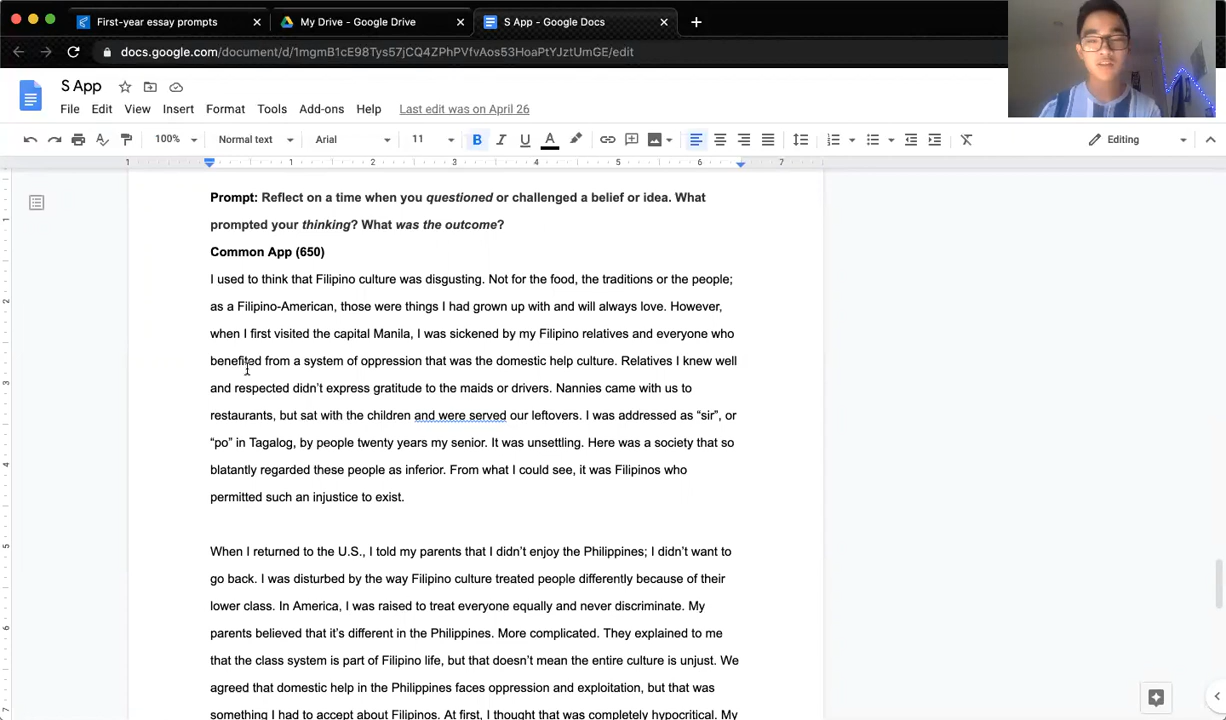 First-year essay prompts
My Drive - Google Drive
S App - Google Docs
docs.google.com/document/d/1mgmB1cE98Tys57jCQ4ZPhPVfvAos53HoaPtYJztUmGE/edit
S App
File Edit View Insert Format Tools Add-ons Help Last edit was on April 26
100% Normal text Arial 11 B I U A Editing
1 1 2 3 4 5 6 7
Prompt: Reflect on a time when you questioned or challenged a belief or idea. What
prompted your thinking? What was the outcome?
Common App (650)
I used to think that Filipino culture was disgusting. Not for the food, the traditions or the people;
as a Filipino-American, those were things I had grown up with and will always love. However,
when I first visited the capital Manila, I was sickened by my Filipino relatives and everyone who
benefited from a system of oppression that was the domestic help culture. Relatives I knew well
and respected didn’t express gratitude to the maids or drivers. Nannies came with us to
restaurants, but sat with the children and were served our leftovers. I was addressed as “sir”, or
“po” in Tagalog, by people twenty years my senior. It was unsettling. Here was a society that so
blatantly regarded these people as inferior. From what I could see, it was Filipinos who
permitted such an injustice to exist.
When I returned to the U.S., I told my parents that I didn’t enjoy the Philippines; I didn’t want to
go back. I was disturbed by the way Filipino culture treated people differently because of their
lower class. In America, I was raised to treat everyone equally and never discriminate. My
parents believed that it’s different in the Philippines. More complicated. They explained to me
that the class system is part of Filipino life, but that doesn’t mean the entire culture is unjust. We
agreed that domestic help in the Philippines faces oppression and exploitation, but that was
something I had to accept about Filipinos. At first, I thought that was completely hypocritical. My
1
2
3
4
5
6
7